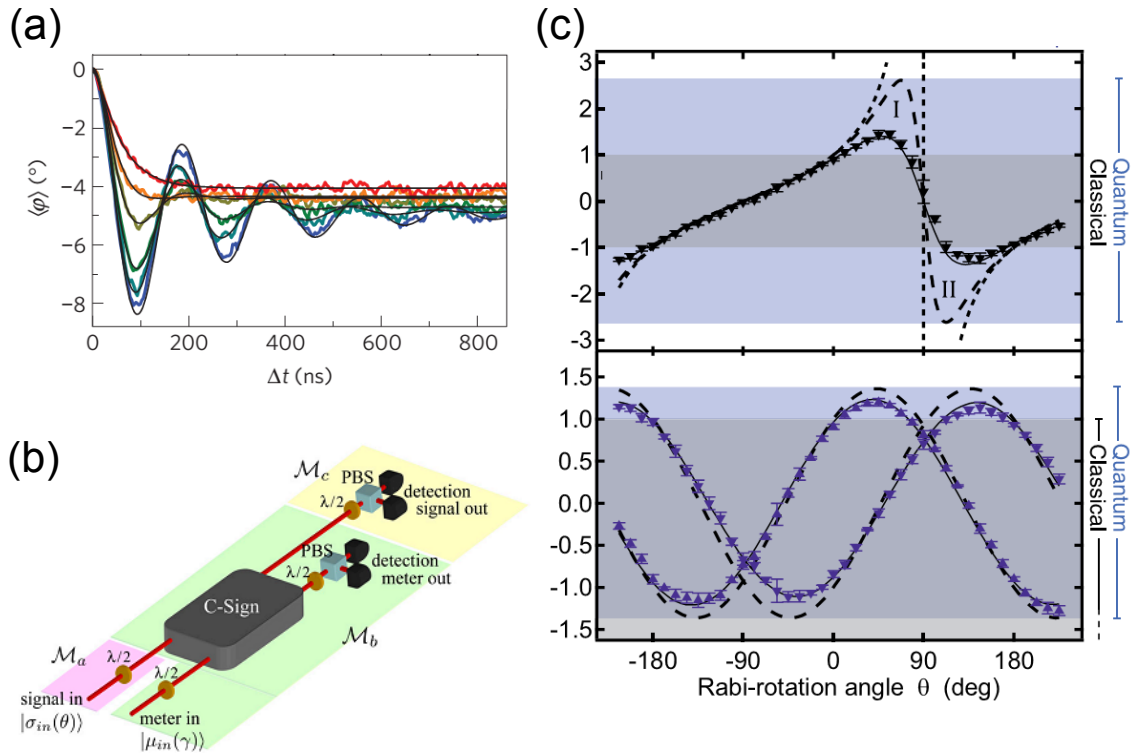 (a)
0
−2
−4
−6
−8
⟨φ⟩ (°)
0 200 400 600 800
Δt (ns)
(b)
M_c
PBS
λ/2
detection
signal out
PBS
λ/2
detection
meter out
C-Sign
M_b
M_a
λ/2
λ/2
signal in
|σ_in(θ)⟩
meter in
|μ_in(γ)⟩
(c)
3
2
1
0
-1
-2
-3
I
II
Classical
Quantum
1.5
1.0
0.5
0.0
-0.5
-1.0
-1.5
Classical
Quantum
-180 -90 0 90 180
Rabi-rotation angle θ (deg)